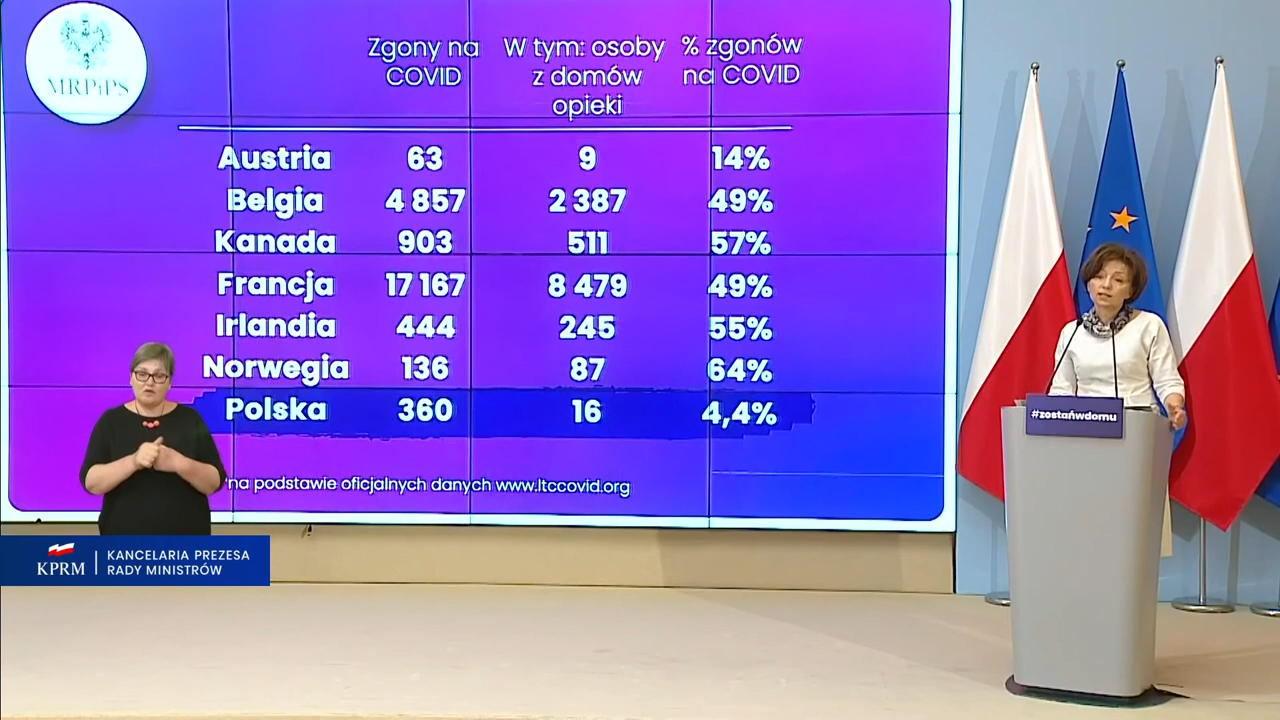 MRPiPS
Zgony na
COVID
W tym: osoby
z domów
opieki
% zgonów
na COVID
Austria 63 9 14%
Belgia 4 857 2 387 49%
Kanada 903 511 57%
Francja 17 167 8 479 49%
Irlandia 444 245 55%
Norwegia 136 87 64%
Polska 360 16 4,4%
*na podstawie oficjalnych danych www.ltccovid.org
#zostańwdomu
KPRM
KANCELARIA PREZESA
RADY MINISTRÓW